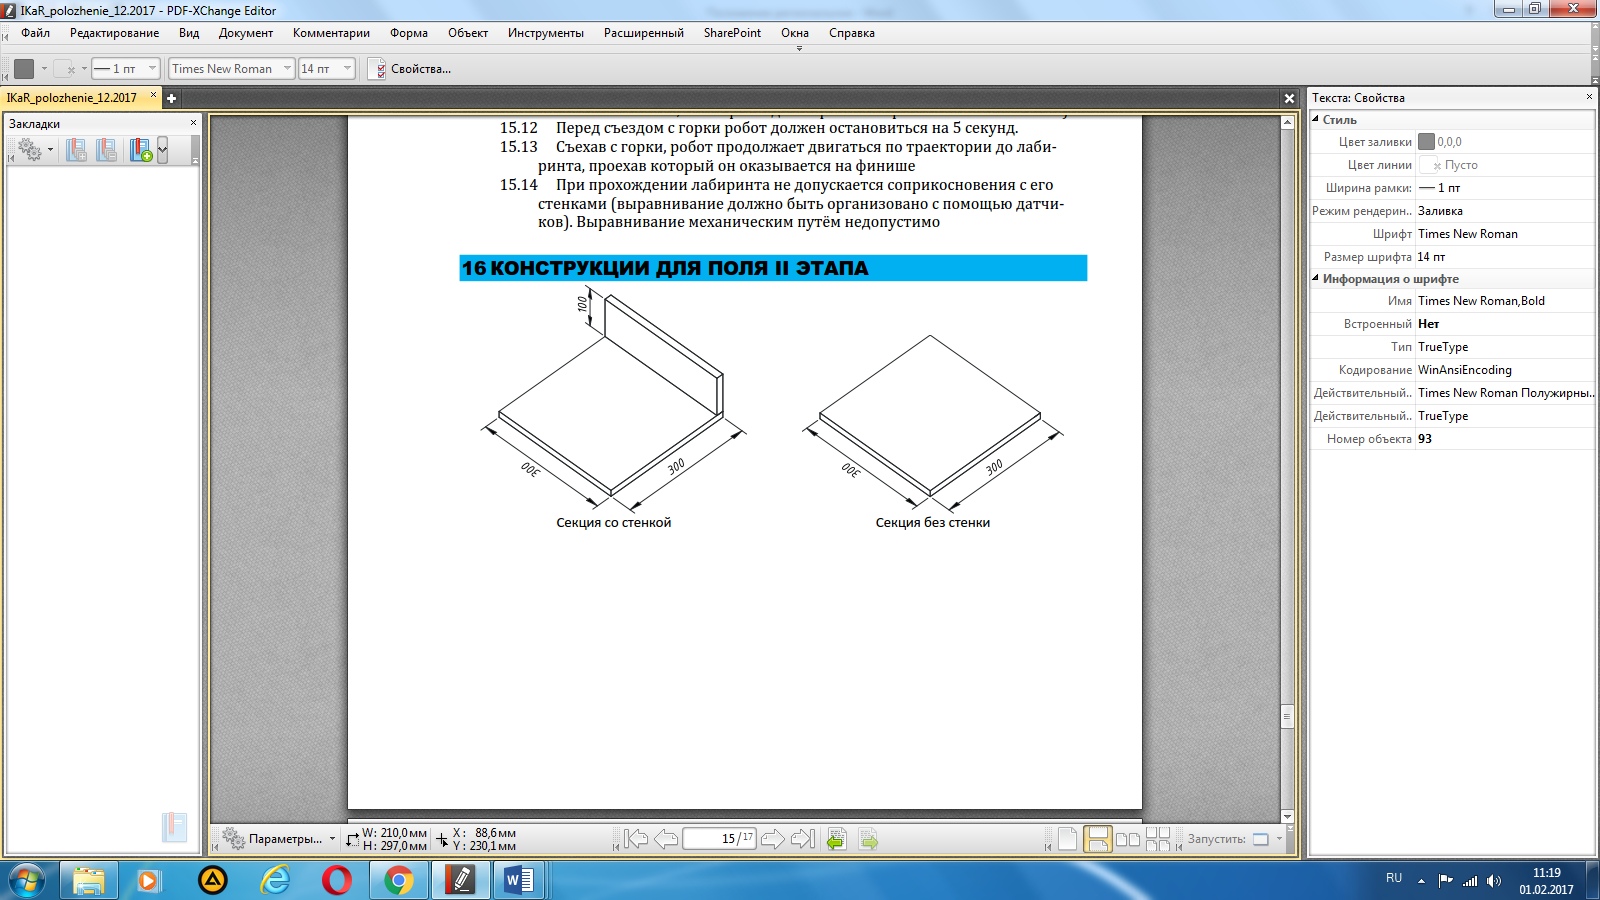 IKaR_polozhenie_12.2017 - PDF-XChange Editor
Файл Редактирование Вид Документ Комментарии Форма Объект Инструменты Расширенный SharePoint Окна Справка
1 пт Times New Roman 14 пт Свойства...
IKaR_polozhenie_12.2017
Закладки
15.12 Перед съездом с горки робот должен остановиться на 5 секунд.
15.13 Съехав с горки, робот продолжает двигаться по траектории до лаби-
ринта, проехав который он оказывается на финише
15.14 При прохождении лабиринта не допускается соприкосновения с его
стенками (выравнивание должно быть организовано с помощью датчи-
ков). Выравнивание механическим путём недопустимо
16 КОНСТРУКЦИИ ДЛЯ ПОЛЯ II ЭТАПА
100
300
300
Секция со стенкой
300
300
Секция без стенки
Текста: Свойства
Стиль
Цвет заливки 0,0,0
Цвет линии Пусто
Ширина рамки: 1 пт
Режим рендерин.. Заливка
Шрифт Times New Roman
Размер шрифта 14 пт
Информация о шрифте
Имя Times New Roman,Bold
Встроенный Нет
Тип TrueType
Кодирование WinAnsiEncoding
Действительный.. Times New Roman Полужирны..
Действительный.. TrueType
Номер объекта 93
Параметры...
W: 210,0 мм
H: 297,0 мм
X: 88,6 мм
Y: 230,1 мм
15 / 17
Запустить:
RU
11:19
01.02.2017